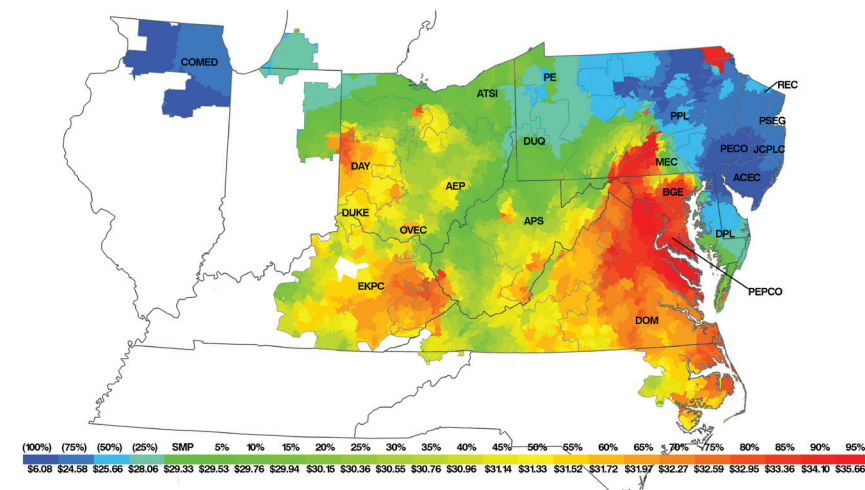 COMED
PE
ATSI
REC
PPL
PSEG
DUQ
PECO
JCPLC
MEC
DAY
ACEC
AEP
BGE
DUKE
APS
OVEC
DPL
EKPC
PEPCO
DOM
(100%) (75%) (50%) (25%) SMP 5% 10% 15% 20% 25% 30% 35% 40% 45% 50% 55% 60% 65% 70% 75% 80% 85% 90% 95%
$6.08 $24.58 $25.66 $28.06 $29.33 $29.53 $29.76 $29.94 $30.15 $30.36 $30.55 $30.76 $30.96 $31.14 $31.33 $31.52 $31.72 $31.97 $32.27 $32.59 $32.95 $33.36 $34.10 $35.66